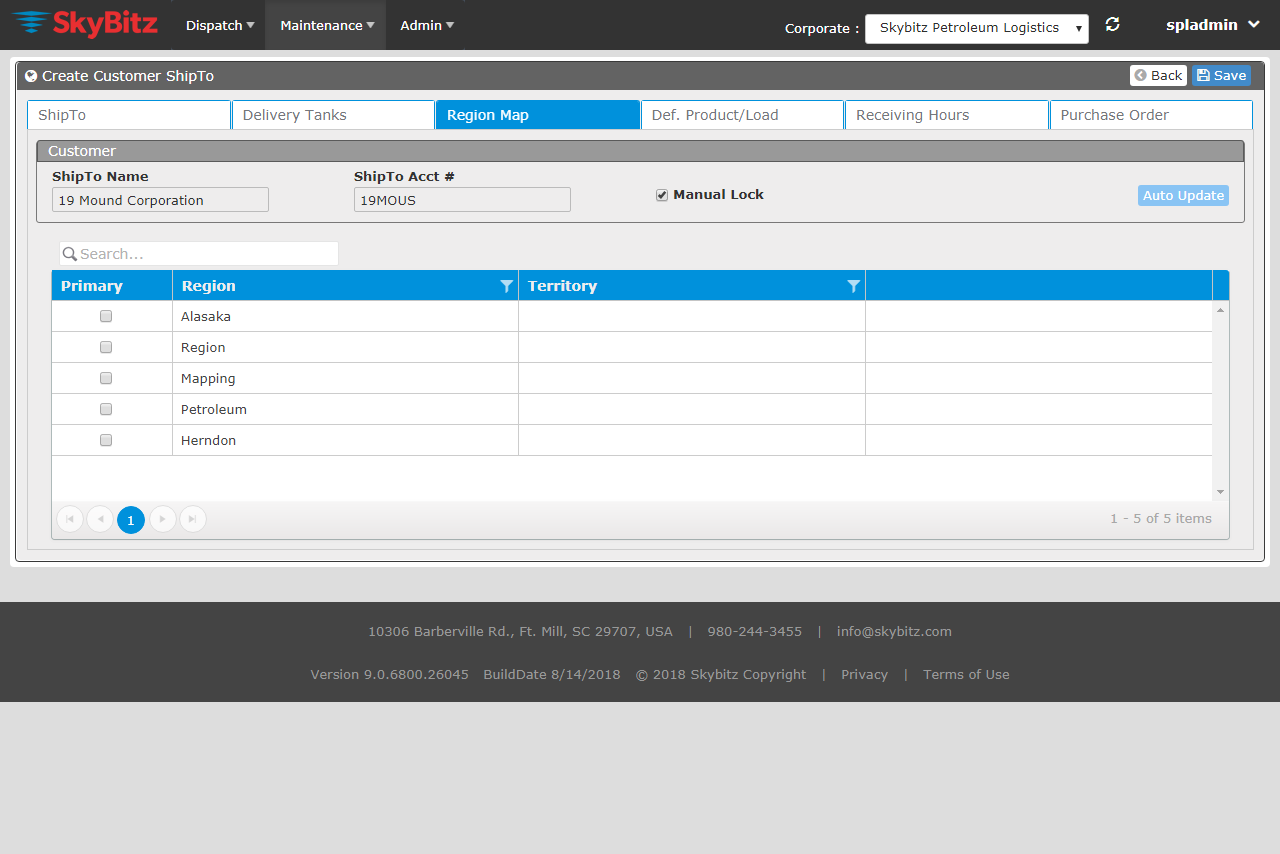 SkyBitz Dispatch Maintenance Admin Corporate : Skybitz Petroleum Logistics spladmin
Create Customer ShipTo Back Save
ShipTo Delivery Tanks Region Map Def. Product/Load Receiving Hours Purchase Order
Customer
ShipTo Name ShipTo Acct #
19 Mound Corporation 19MOUS Manual Lock Auto Update
Search...
Primary Region Territory
Alasaka
Region
Mapping
Petroleum
Herndon
1 1 - 5 of 5 items
10306 Barberville Rd., Ft. Mill, SC 29707, USA | 980-244-3455 | info@skybitz.com
Version 9.0.6800.26045 BuildDate 8/14/2018 © 2018 Skybitz Copyright | Privacy | Terms of Use